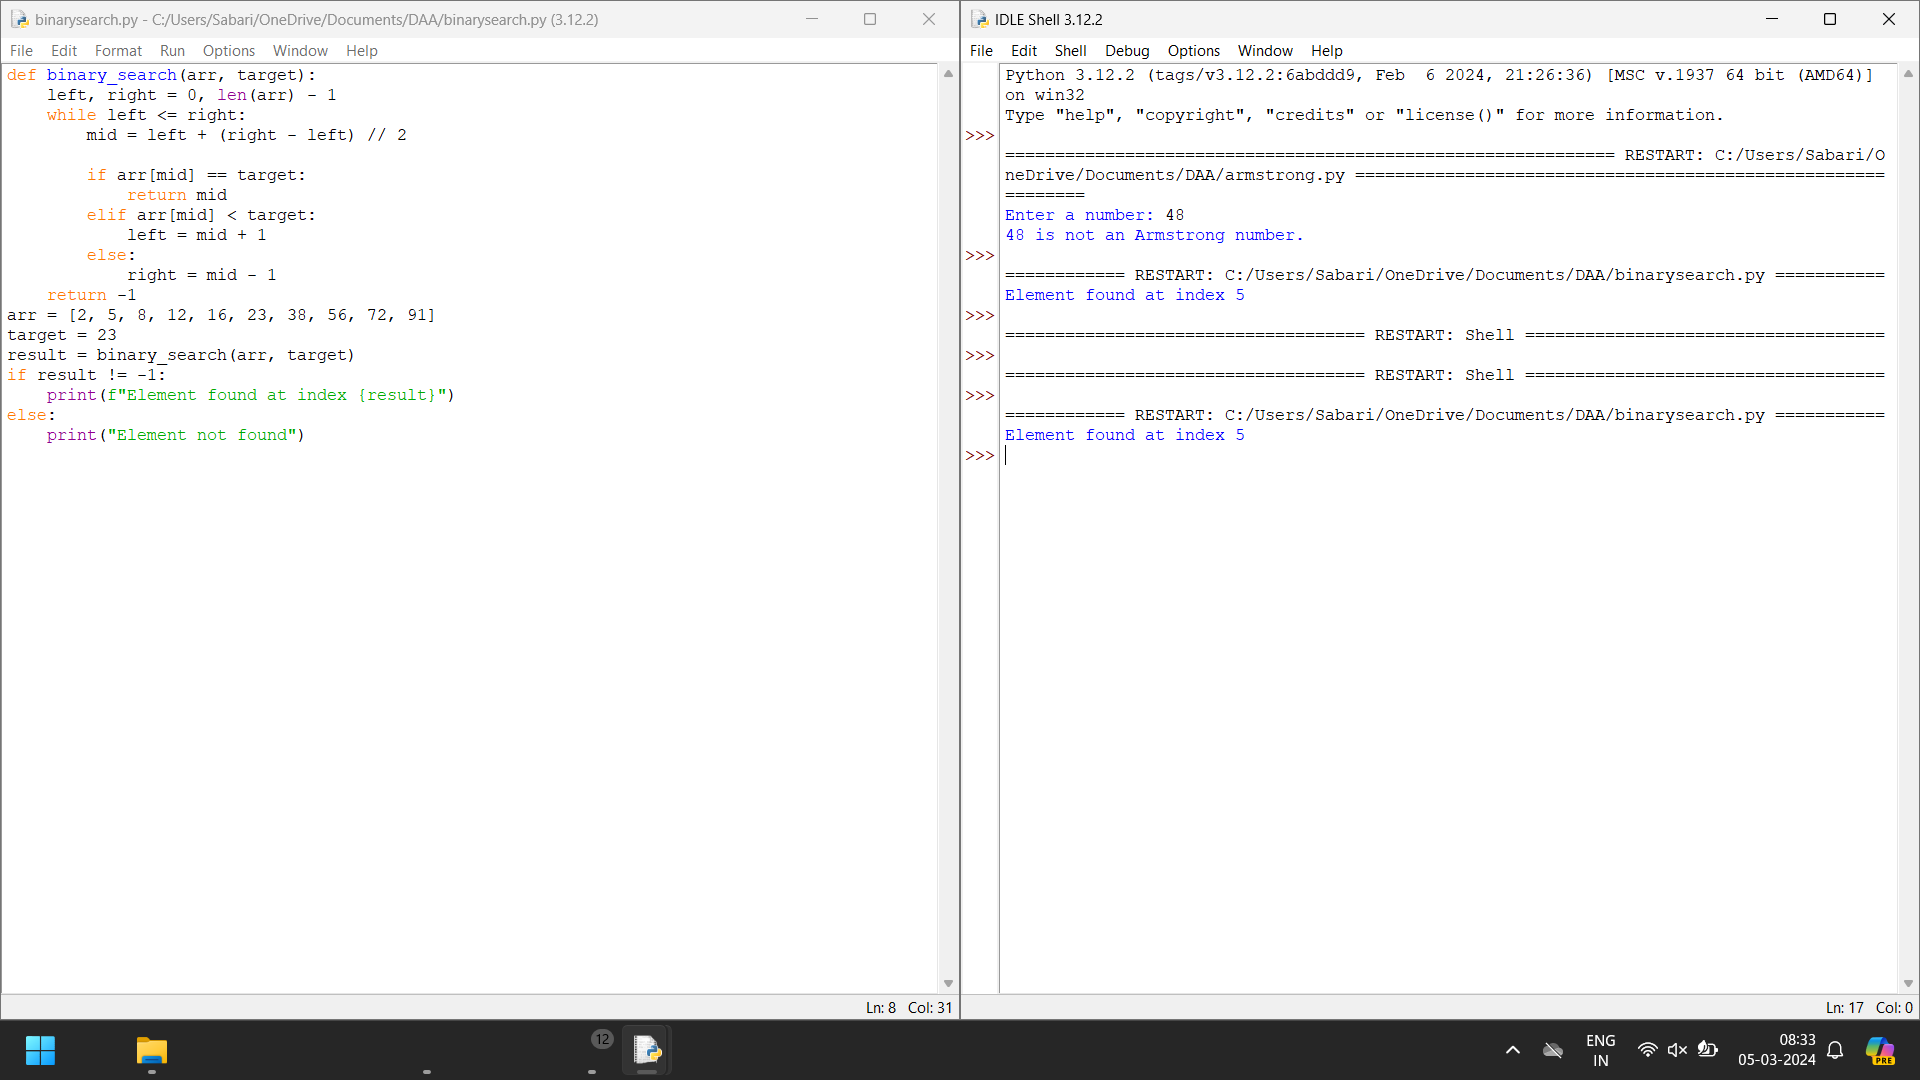 binarysearch.py - C:/Users/Sabari/OneDrive/Documents/DAA/binarysearch.py (3.12.2)
File Edit Format Run Options Window Help
def binary_search(arr, target):
    left, right = 0, len(arr) - 1
    while left <= right:
        mid = left + (right - left) // 2
        if arr[mid] == target:
            return mid
        elif arr[mid] < target:
            left = mid + 1
        else:
            right = mid - 1
    return -1
arr = [2, 5, 8, 12, 16, 23, 38, 56, 72, 91]
target = 23
result = binary_search(arr, target)
if result != -1:
    print(f"Element found at index {result}")
else:
    print("Element not found")
Ln: 8 Col: 31
IDLE Shell 3.12.2
File Edit Shell Debug Options Window Help
Python 3.12.2 (tags/v3.12.2:6abddd9, Feb  6 2024, 21:26:36) [MSC v.1937 64 bit (AMD64)]
on win32
Type "help", "copyright", "credits" or "license()" for more information.
>>>
============================================================= RESTART: C:/Users/Sabari/O
neDrive/Documents/DAA/armstrong.py =====================================================
========
Enter a number: 48
48 is not an Armstrong number.
>>>
============ RESTART: C:/Users/Sabari/OneDrive/Documents/DAA/binarysearch.py ===========
Element found at index 5
>>>
==================================== RESTART: Shell ====================================
>>>
==================================== RESTART: Shell ====================================
>>>
============ RESTART: C:/Users/Sabari/OneDrive/Documents/DAA/binarysearch.py ===========
Element found at index 5
>>>
Ln: 17 Col: 0
12
ENG
IN
08:33
05-03-2024
PRE